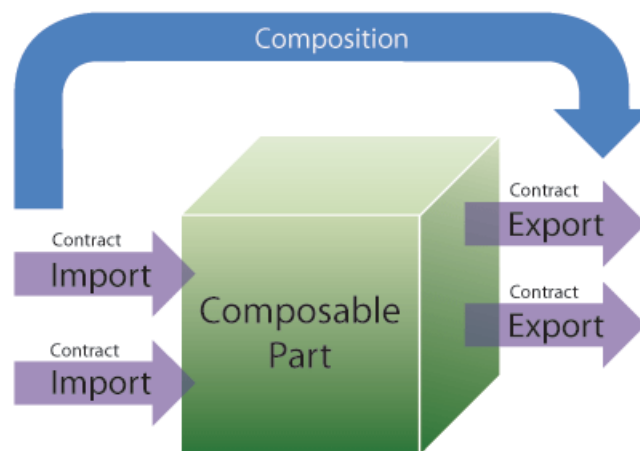 Composition
Contract
Import
Contract
Import
Composable
Part
Contract
Export
Contract
Export